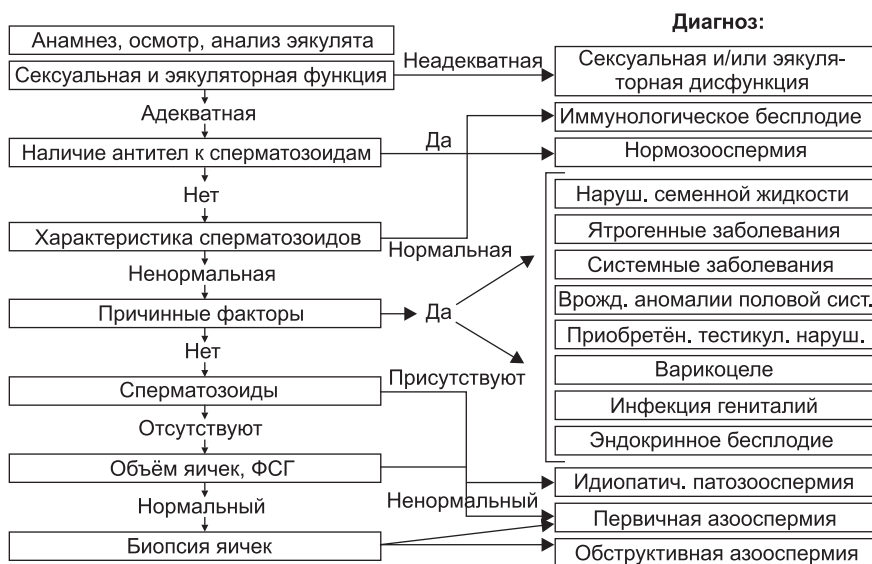 Диагноз:
Анамнез, осмотр, анализ эякулята
Сексуальная и эякуляторная функция
Неадекватная
Сексуальная и/или эякуля-
торная дисфункция
Адекватная
Иммунологическое бесплодие
Наличие антител к сперматозоидам
Да
Нормозооспермия
Нет
Наруш. семенной жидкости
Характеристика сперматозоидов
Нормальная
Ятрогенные заболевания
Ненормальная
Системные заболевания
Причинные факторы
Да
Врожд. аномалии половой сист.
Нет
Приобретён. тестикул. наруш.
Сперматозоиды
Присутствуют
Варикоцеле
Отсутствуют
Инфекция гениталий
Эндокринное бесплодие
Объём яичек, ФСГ
Идиопатич. патозооспермия
Нормальный
Ненормальный
Первичная азооспермия
Биопсия яичек
Обструктивная азооспермия